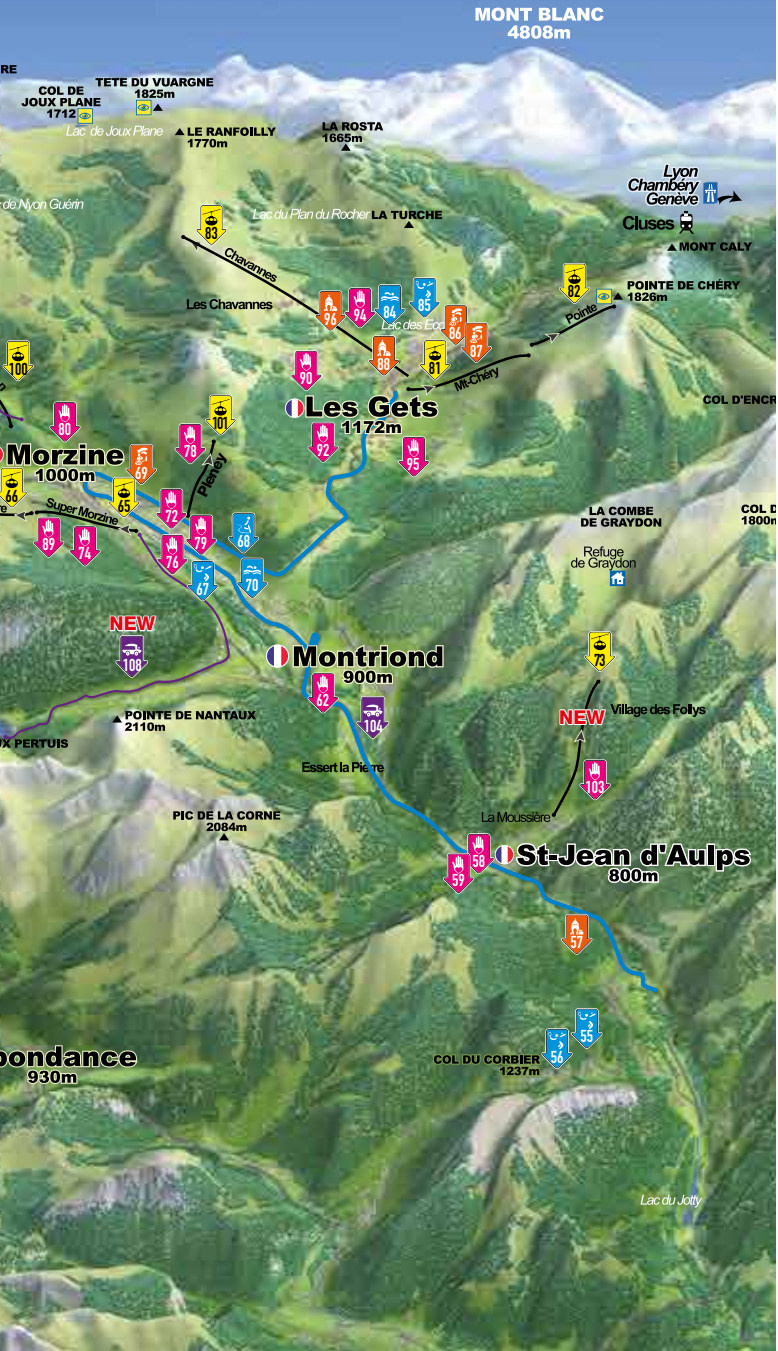 MONT BLANC
4808m
RE
COL DE
JOUX PLANE
1712
TETE DU VUARGNE
1825m
Lac de Joux Plane
LE RANFOILLY
1770m
LA ROSTA
1665m
Lyon
Chambéry
Genève
Cluses
de Nyon Guérin
83
Lac du Plan du Rocher
LA TURCHE
MONT CALY
Chavannes
82
POINTE DE CHÉRY
1826m
Les Chavannes
96
94
84
85
Lac des Eco
86
87
Pointe
88
81
100
90
Mt-Chéry
Les Gets
1172m
COL D'ENCR
80
101
78
92
95
Morzine
1000m
69
Pleney
66
65
Super Morzine
72
79
68
89
74
76
67
70
LA COMBE
DE GRAYDON
COL D
1800m
Refuge
de Graydon
NEW
108
Montriond
900m
73
62
104
NEW
Village des Follys
POINTE DE NANTAUX
2110m
UX PERTUIS
Essert la Pierre
103
PIC DE LA CORNE
2084m
La Moussière
58
59
St-Jean d'Aulps
800m
57
55
56
COL DU CORBIER
1237m
bondance
930m
Lac du Jotty